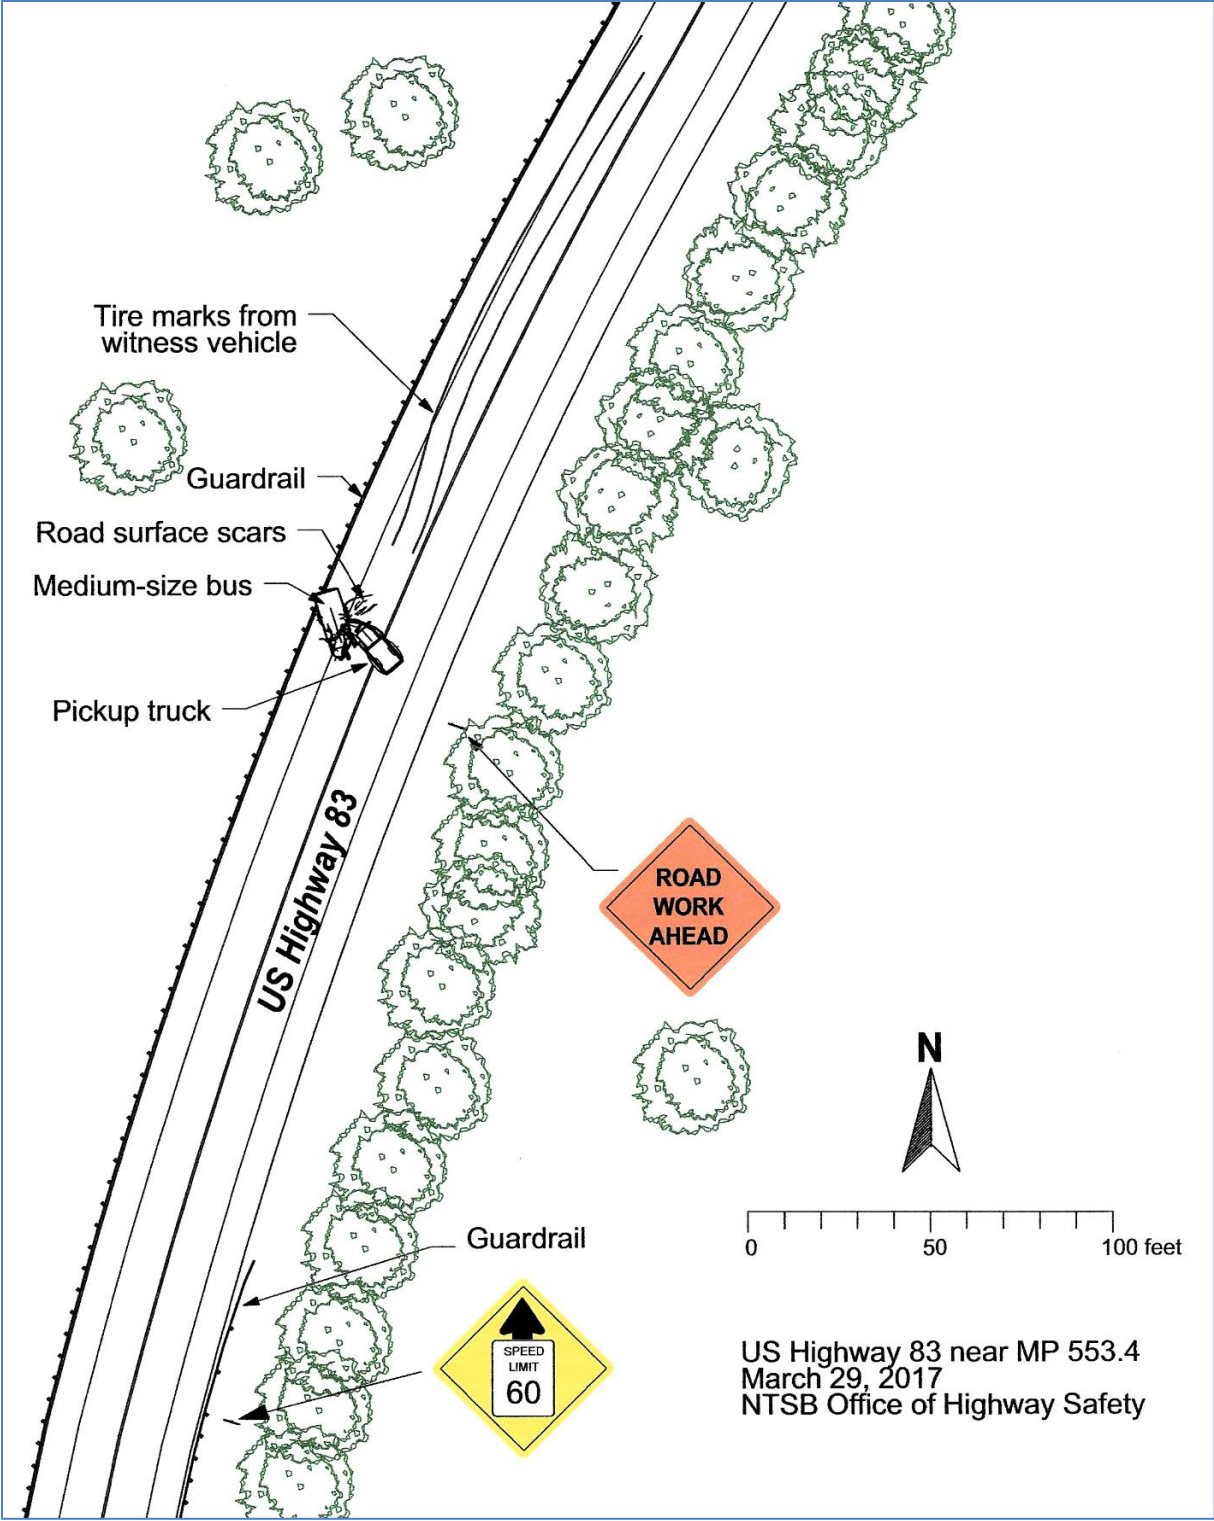 Tire marks from
witness vehicle
Guardrail
Road surface scars
Medium-size bus
Pickup truck
US Highway 83
ROAD
WORK
AHEAD
N
0 50 100 feet
Guardrail
SPEED
LIMIT
60
US Highway 83 near MP 553.4
March 29, 2017
NTSB Office of Highway Safety